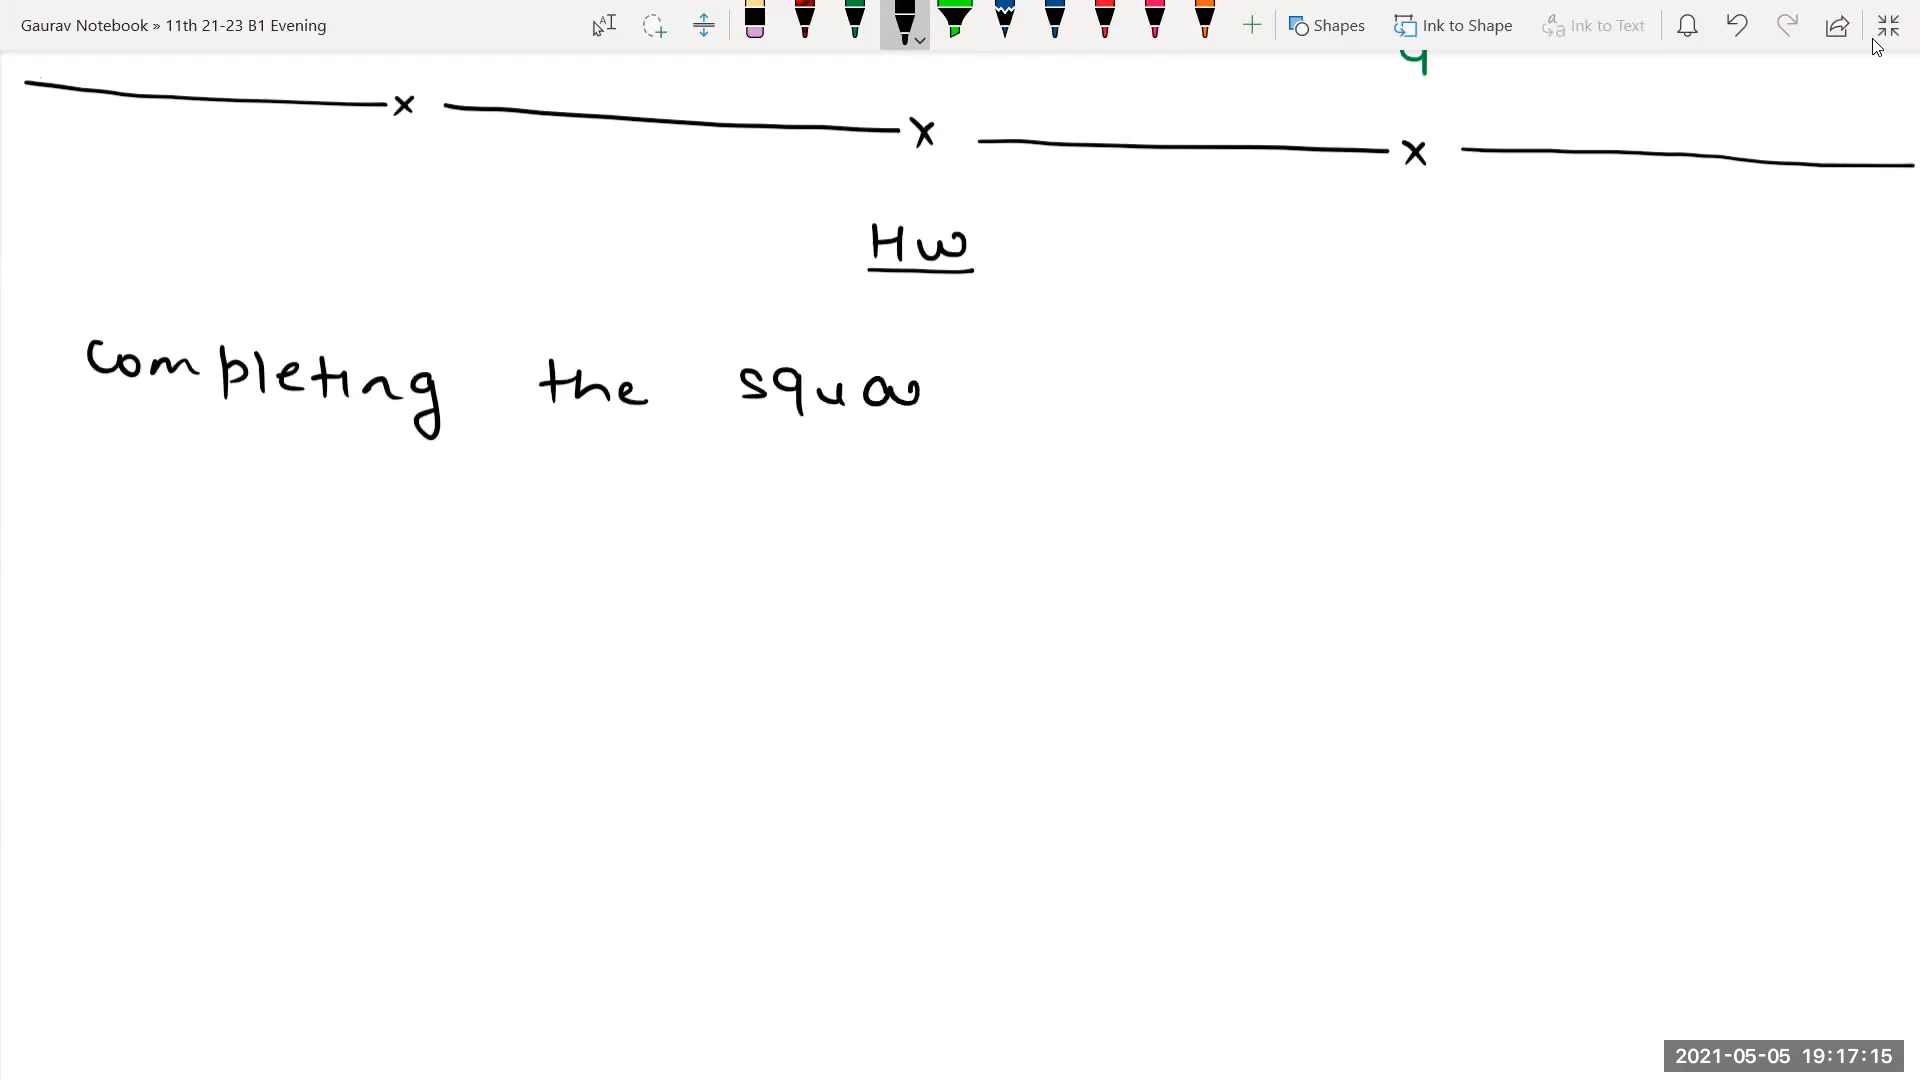 Gaurav Notebook » 11th 21-23 B1 Evening
Shapes
Ink to Shape
Ink to Text
x x x
HW
completing the squa
2021-05-05 19:17:15